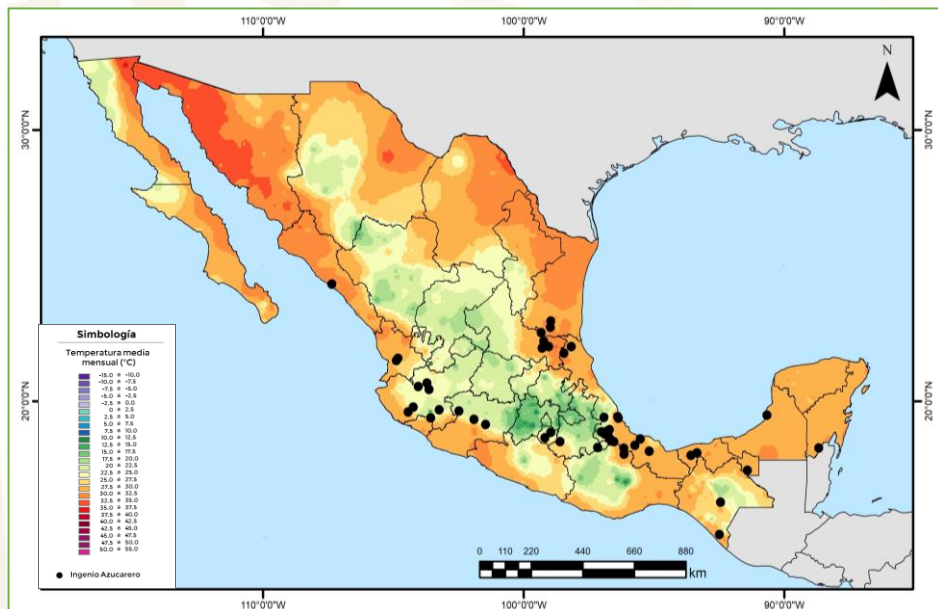 110°0'0"W 100°0'0"W 90°0'0"W
N
30°0'0"N 30°0'0"N
20°0'0"N 20°0'0"N
Simbología
Temperatura media
mensual (°C)
-15.0 a -10.0
-10.0 a -7.5
-7.5 a -5.0
-5.0 a -2.5
-2.5 a 0.0
0 a 2.5
2.5 a 5.0
5.0 a 7.5
7.5 a 10.0
10.0 a 12.5
12.5 a 15.0
15.0 a 17.5
17.5 a 20.0
20 a 22.5
22.5 a 25.0
25.0 a 27.5
27.5 a 30.0
30.0 a 32.5
32.5 a 35.0
35.0 a 37.5
37.5 a 40.0
40.0 a 42.5
42.5 a 45.0
45.0 a 47.5
47.5 a 50.0
50.0 a 55.0
Ingenio Azucarero
0 110 220 440 660 880
km
110°0'0"W 100°0'0"W 90°0'0"W